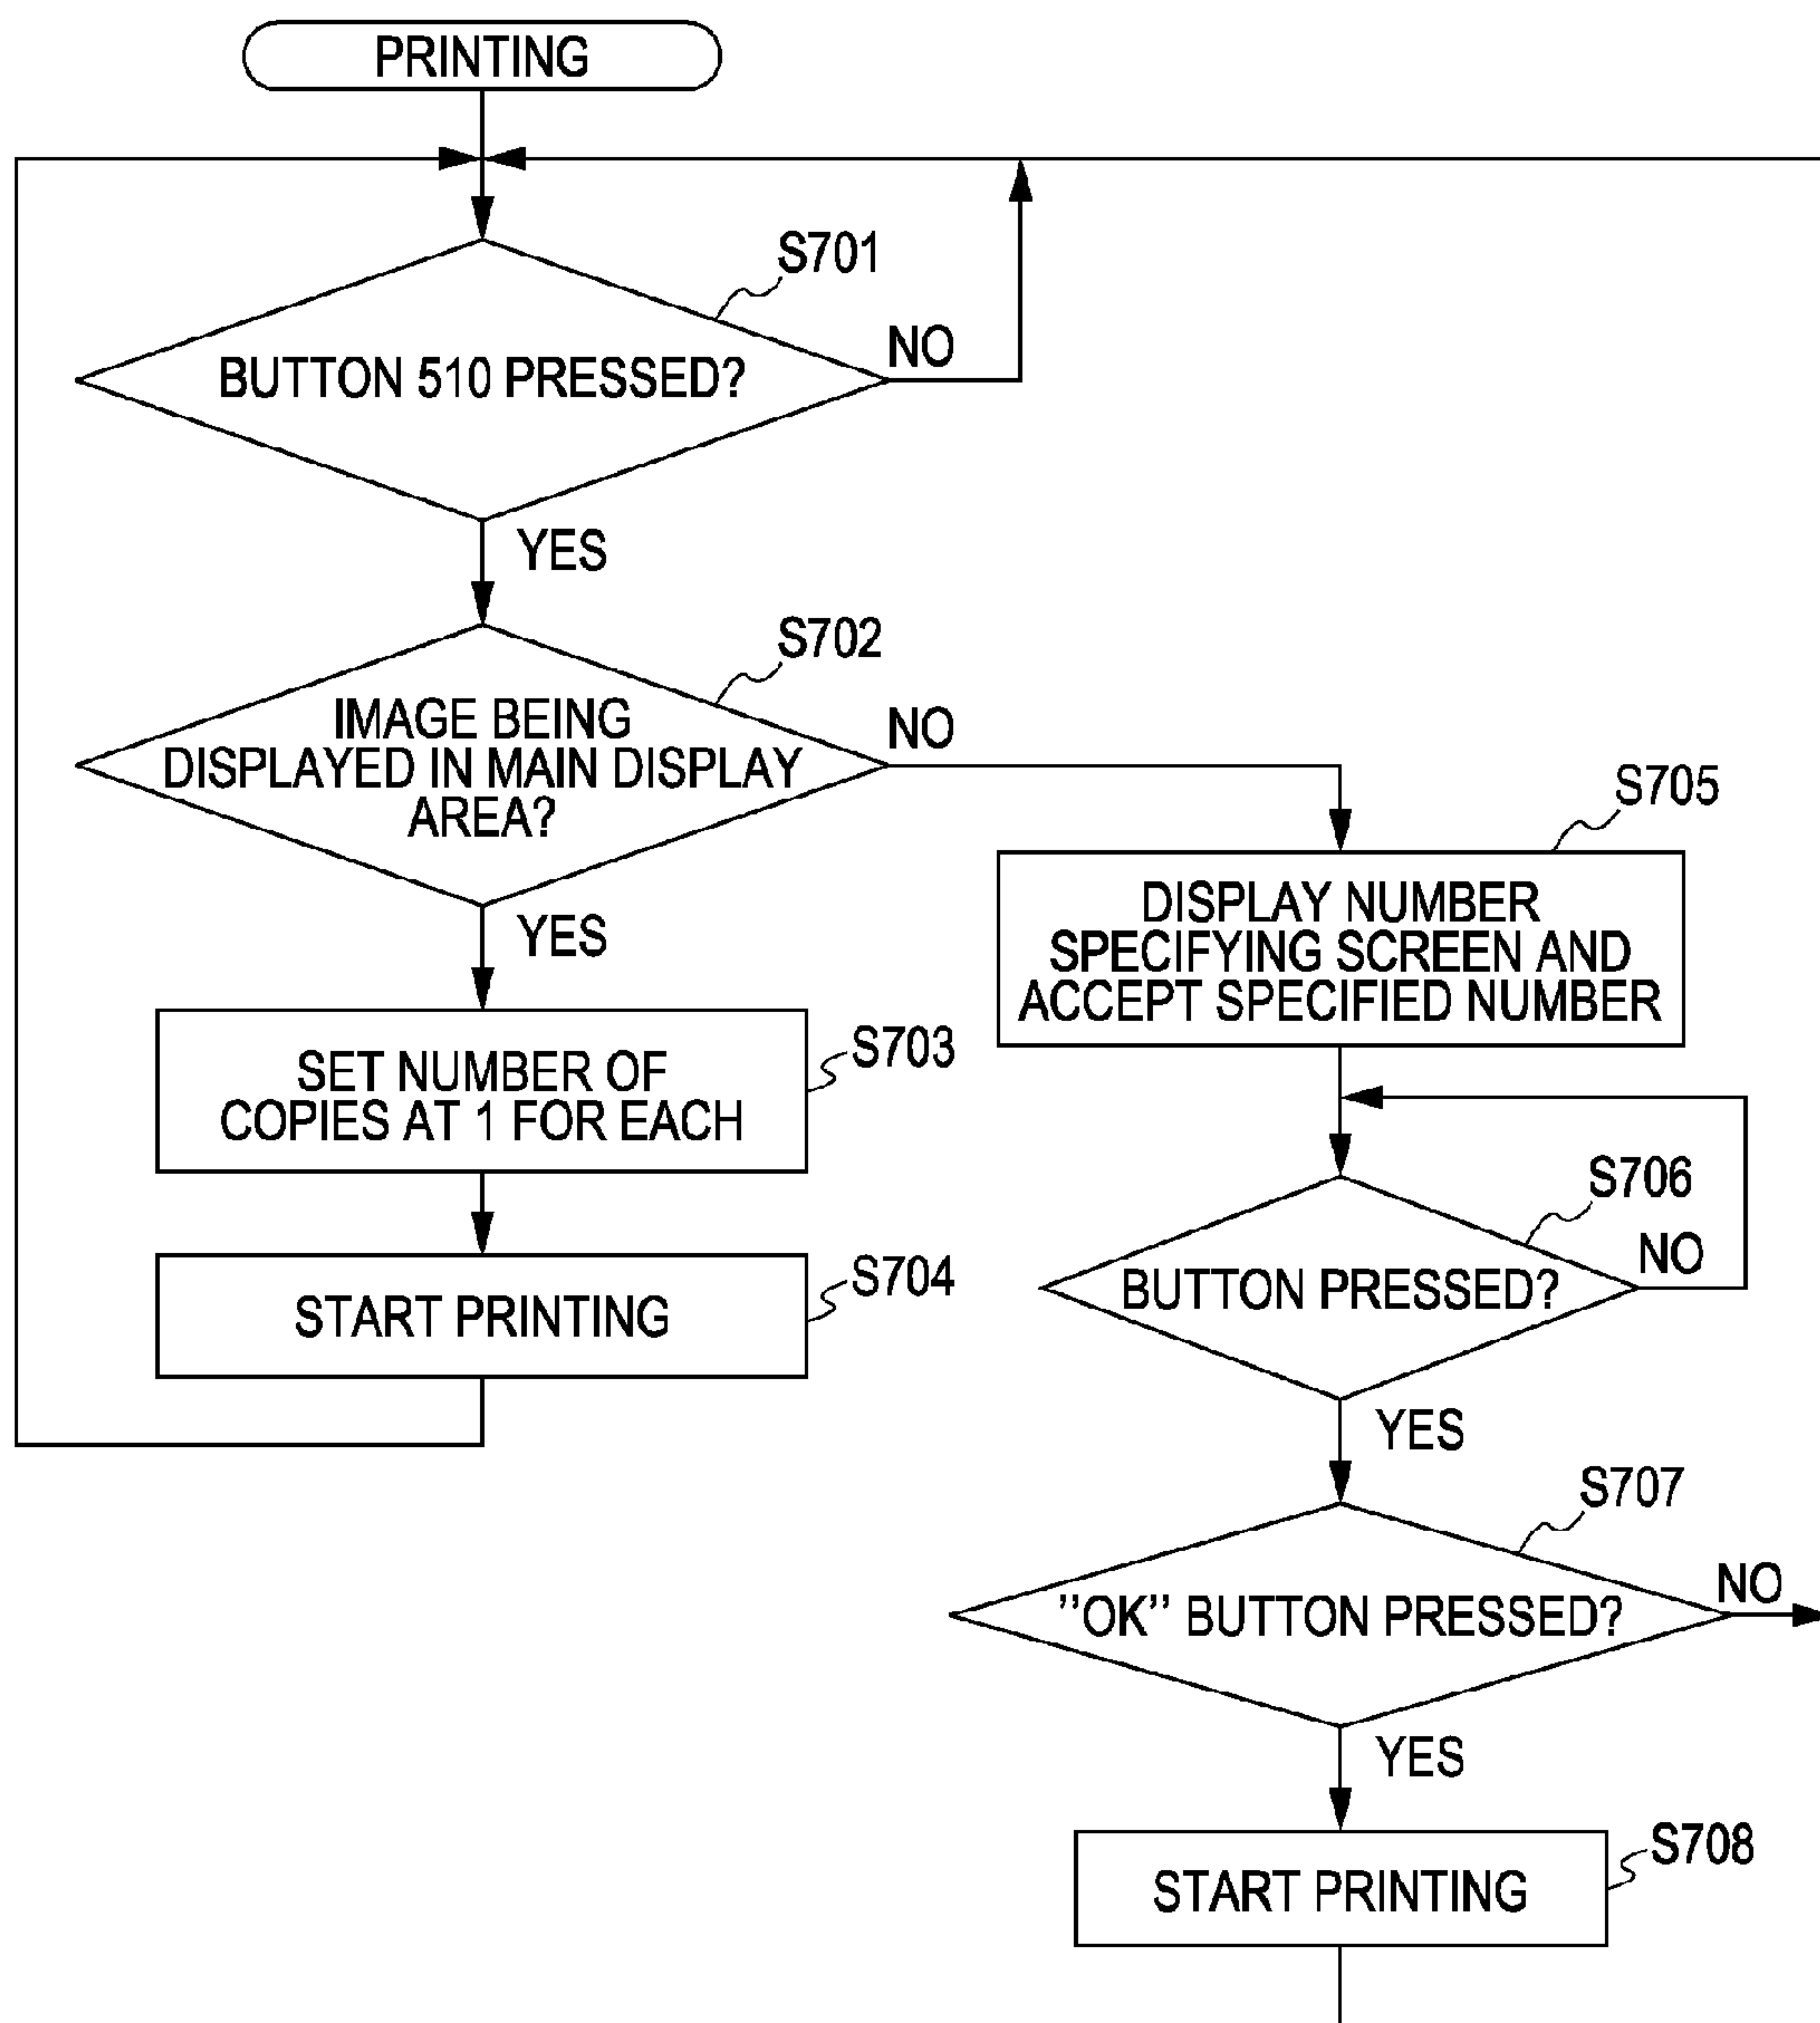 PRINTING
S701
BUTTON 510 PRESSED?
NO
YES
S702
IMAGE BEING
DISPLAYED IN MAIN DISPLAY
AREA?
NO
YES
S703
SET NUMBER OF
COPIES AT 1 FOR EACH
S704
START PRINTING
S705
DISPLAY NUMBER
SPECIFYING SCREEN AND
ACCEPT SPECIFIED NUMBER
S706
BUTTON PRESSED?
NO
YES
S707
"OK" BUTTON PRESSED?
NO
YES
S708
START PRINTING